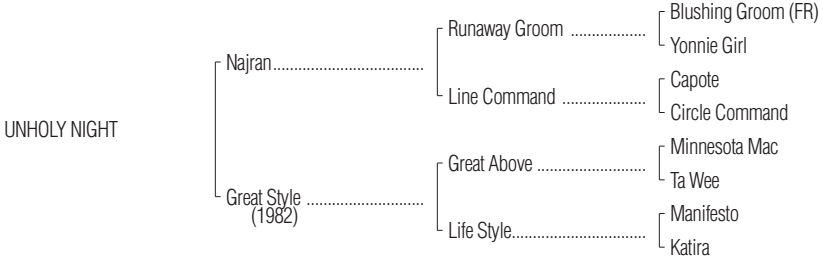 Blushing Groom (FR)
Runaway Groom ..................
Yonnie Girl
Najran...................................
Capote
Line Command ....................
Circle Command
UNHOLY NIGHT
Minnesota Mac
Great Above .........................
Ta Wee
Great Style ...........................
(1982)
Manifesto
Life Style...............................
Katira